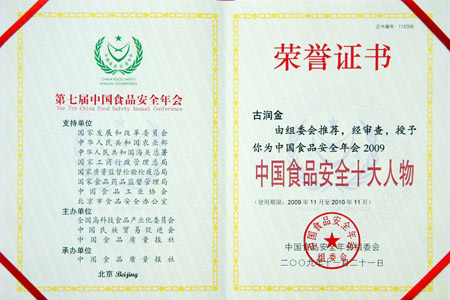 CHINA FOOD SAFETY
ANNUAL CONFERENCE
第七届中国食品安全年会
The 7th China Food Safety Annual Conference
支持单位
国家发展和改革委员会
中华人民共和国农业部
中华人民共和国海关总署
国家工商行政管理总局
国家质量监督检验检疫总局
国家食品药品监督管理局
中国食品工业协会
北京市食品安全办公室
主办单位
全国高科技食品产业化委员会
中国民族贸易促进会
中国食品质量报社
承办单位
中国食品质量报社
北京 Beijing
证书编号：112009
荣誉证书
古润金
由组委会推荐，经审查，授予
你为中国食品安全年会2009
中国食品安全十大人物
（使用期限：2009年11月至2010年11月）
中国食品安全年会
组委会
中国食品安全年会组委会
二〇〇九年十一月二十一日